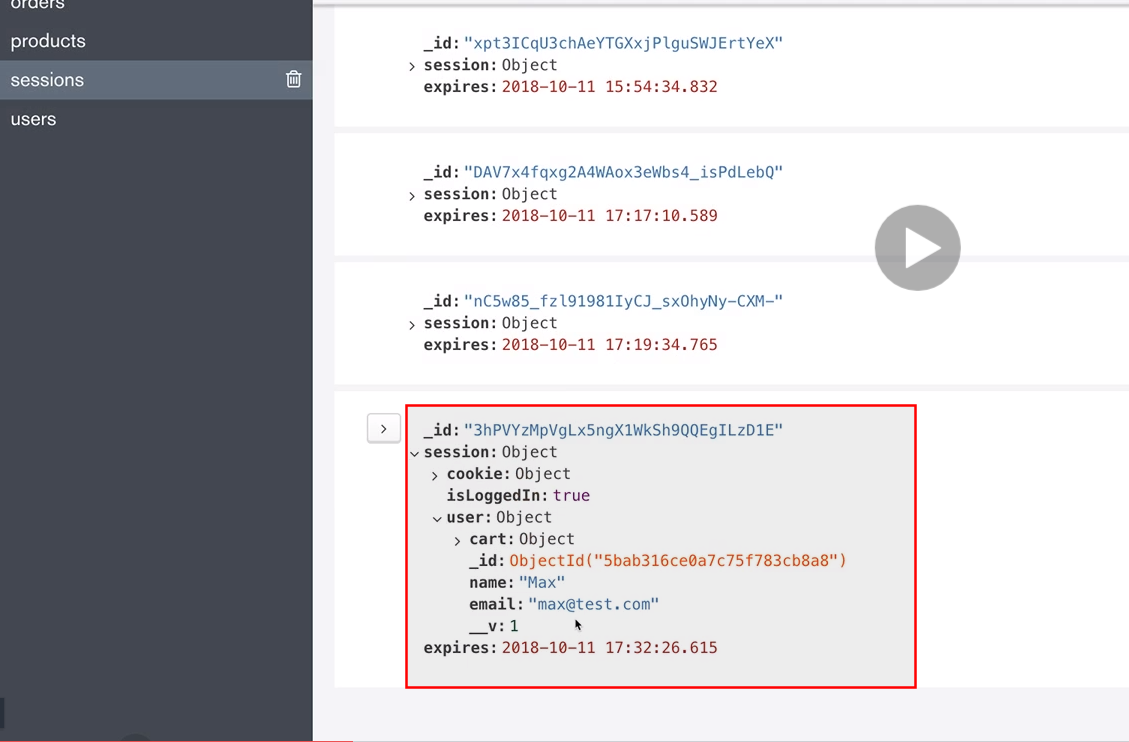 orders
products
sessions
users
_id: "xpt3ICqU3chAeYTGXxjPlguSWJErtYeX"
session: Object
expires: 2018-10-11 15:54:34.832
_id: "DAV7x4fqxg2A4WAox3eWbs4_isPdLebQ"
session: Object
expires: 2018-10-11 17:17:10.589
_id: "nC5w85_fzl91981IyCJ_sxOhyNy-CXM-"
session: Object
expires: 2018-10-11 17:19:34.765
_id: "3hPVYzMpVgLx5ngX1WkSh9QQEgILzD1E"
session: Object
cookie: Object
isLoggedIn: true
user: Object
cart: Object
_id: ObjectId("5bab316ce0a7c75f783cb8a8")
name: "Max"
email: "max@test.com"
__v: 1
expires: 2018-10-11 17:32:26.615